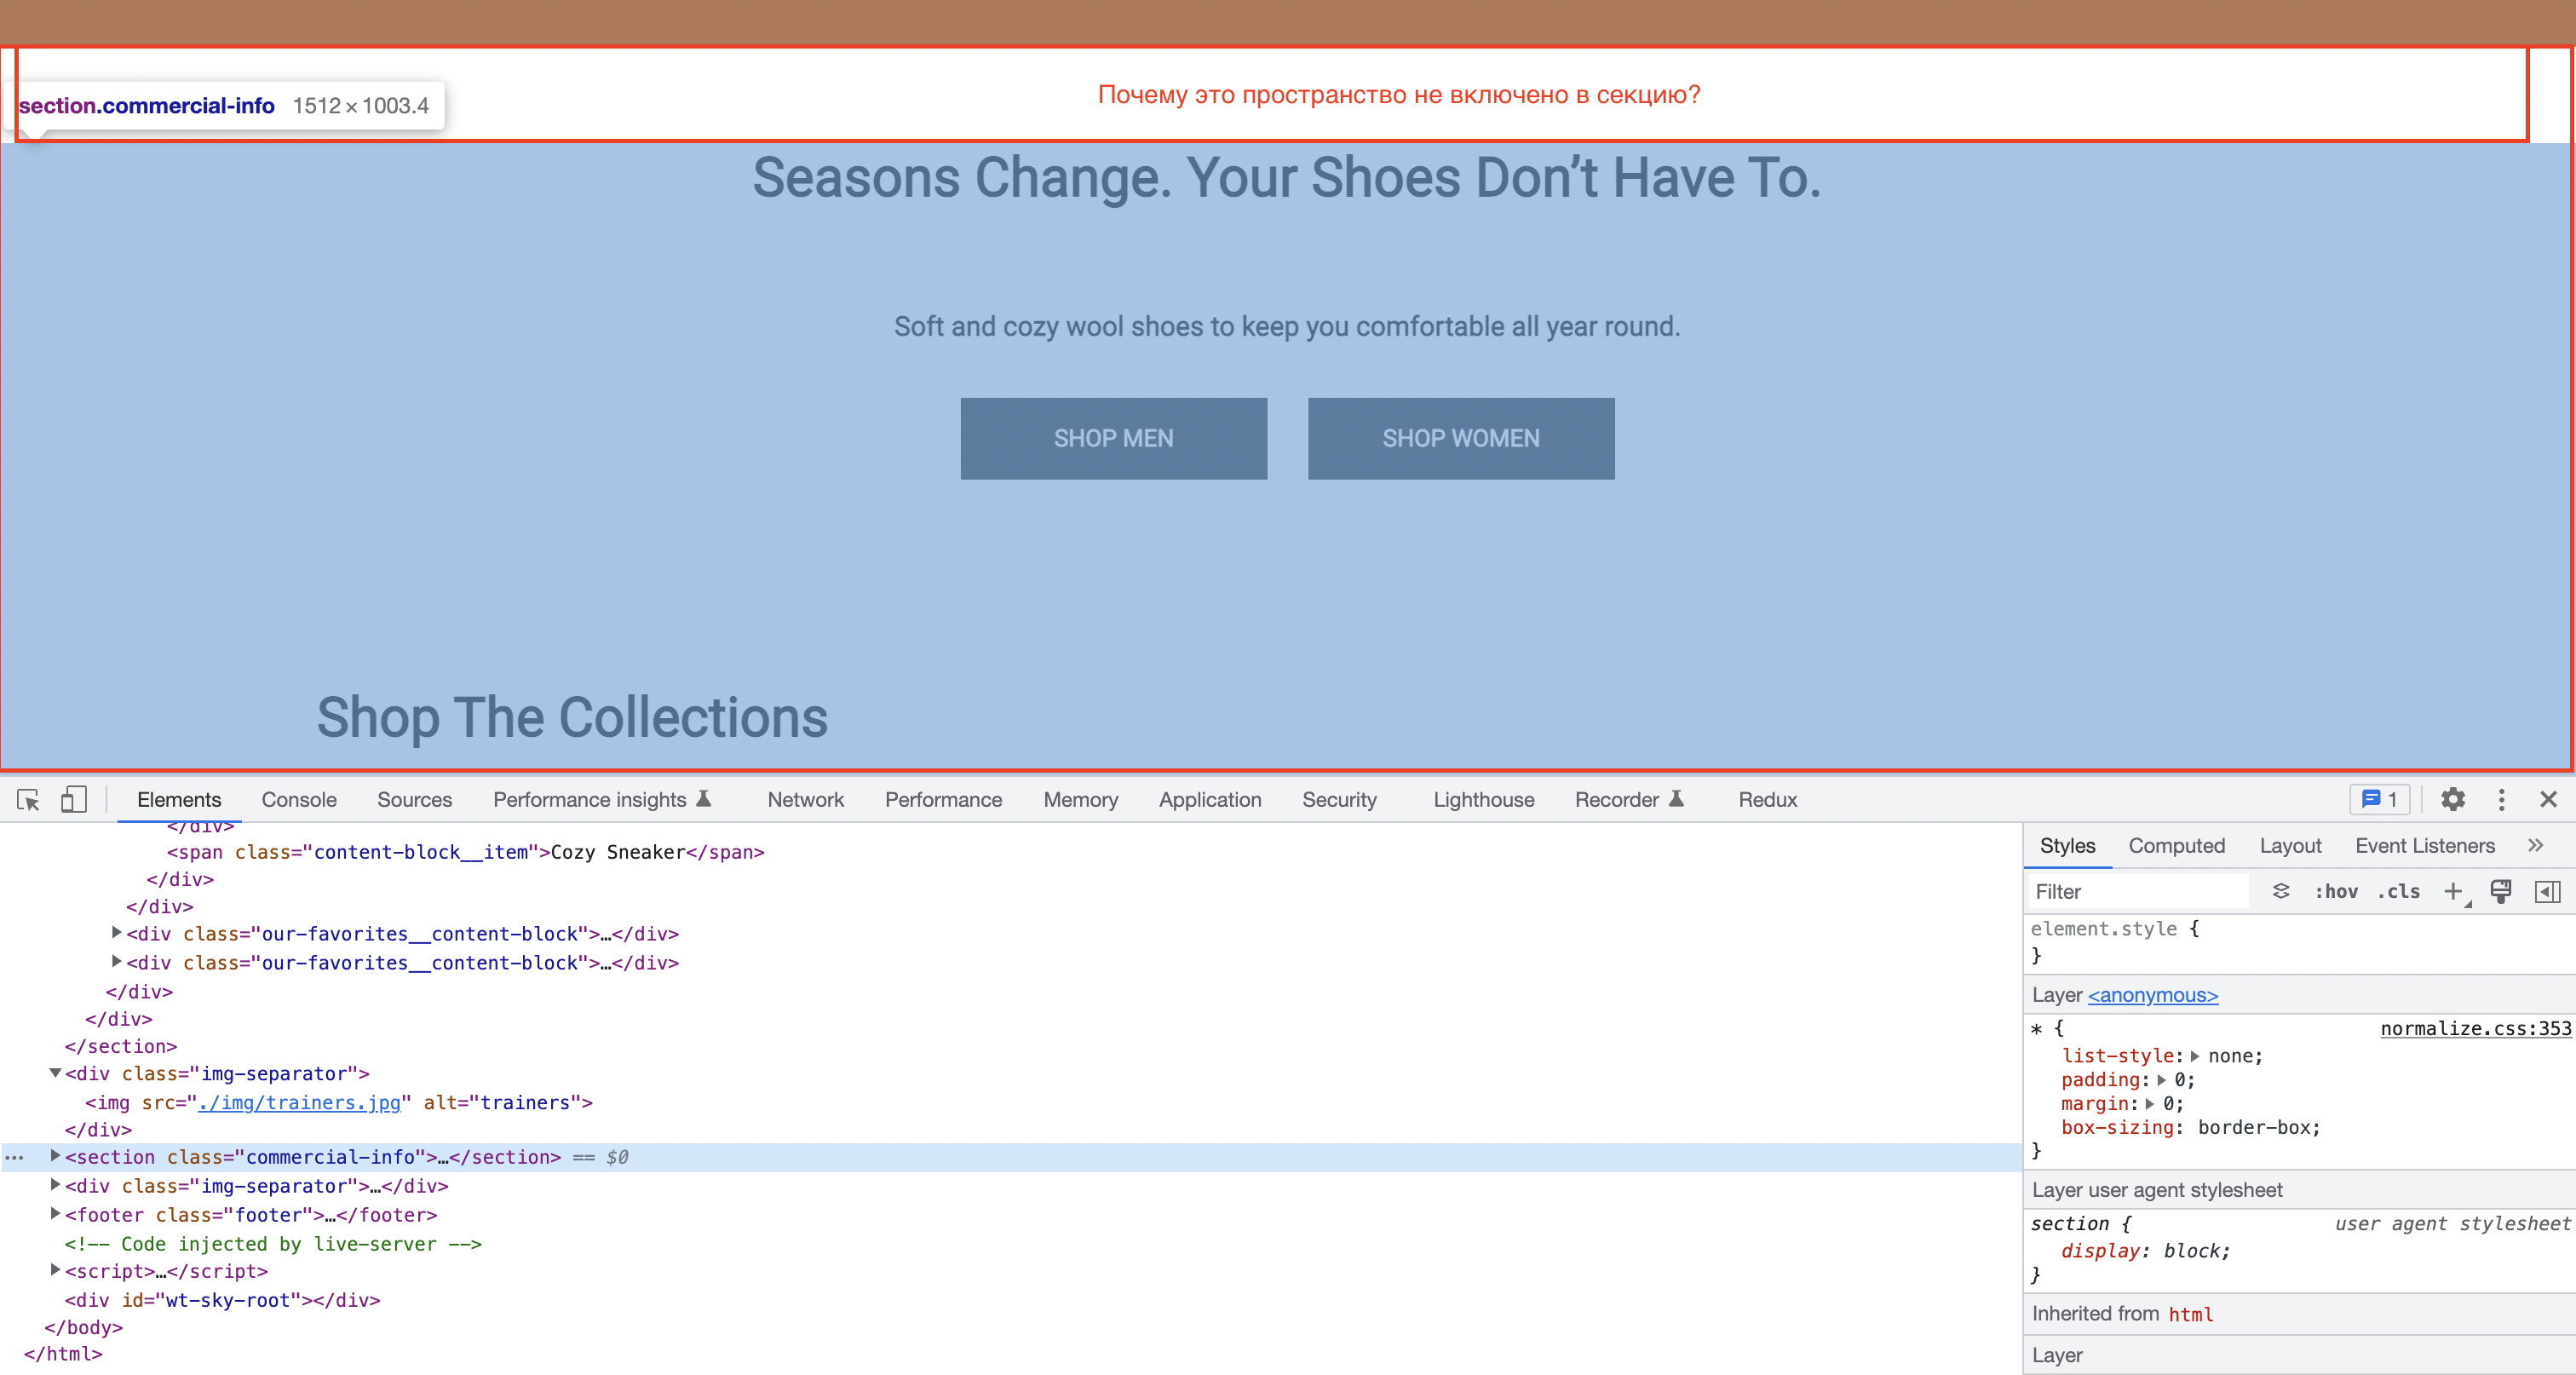 Почему это пространство не включено в секцию?
section.commercial-info 1512 × 1003.4
Seasons Change. Your Shoes Don’t Have To.
Soft and cozy wool shoes to keep you comfortable all year round.
SHOP MEN SHOP WOMEN
Shop The Collections
Elements Console Sources Performance insights Network Performance Memory Application Security Lighthouse Recorder Redux 1
</div>
<span class="content-block__item">Cozy Sneaker</span>
</div>
</div>
<div class="our-favorites__content-block">…</div>
<div class="our-favorites__content-block">…</div>
</div>
</div>
</section>
<div class="img-separator">
<img src="./img/trainers.jpg" alt="trainers">
</div>
<section class="commercial-info">…</section> == $0
<div class="img-separator">…</div>
<footer class="footer">…</footer>
<!-- Code injected by live-server -->
<script>…</script>
<div id="wt-sky-root"></div>
</body>
</html>
Styles Computed Layout Event Listeners »
Filter :hov .cls +
element.style {
}
Layer <anonymous>
* { normalize.css:353
list-style: none;
padding: 0;
margin: 0;
box-sizing: border-box;
}
Layer user agent stylesheet
section { user agent stylesheet
display: block;
}
Inherited from html
Layer